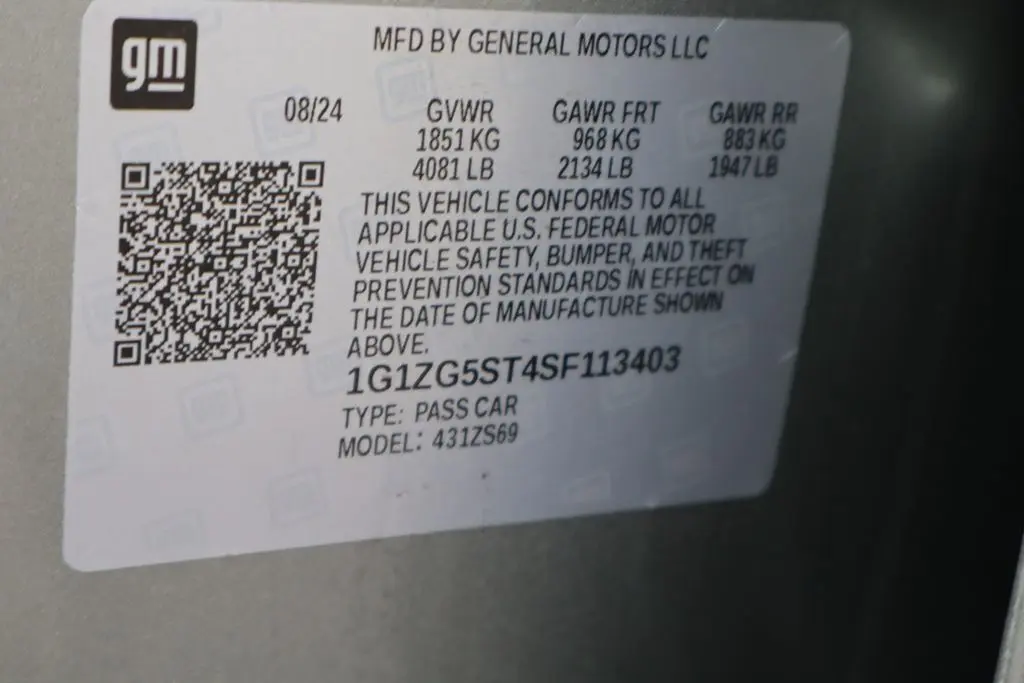 gm
MFD BY GENERAL MOTORS LLC
08/24 GVWR GAWR FRT GAWR RR
1851 KG 968 KG 883 KG
4081 LB 2134 LB 1947 LB
THIS VEHICLE CONFORMS TO ALL
APPLICABLE U.S. FEDERAL MOTOR
VEHICLE SAFETY, BUMPER, AND THEFT
PREVENTION STANDARDS IN EFFECT ON
THE DATE OF MANUFACTURE SHOWN
ABOVE.
1G1ZG5ST4SF113403
TYPE: PASS CAR
MODEL: 431ZS69